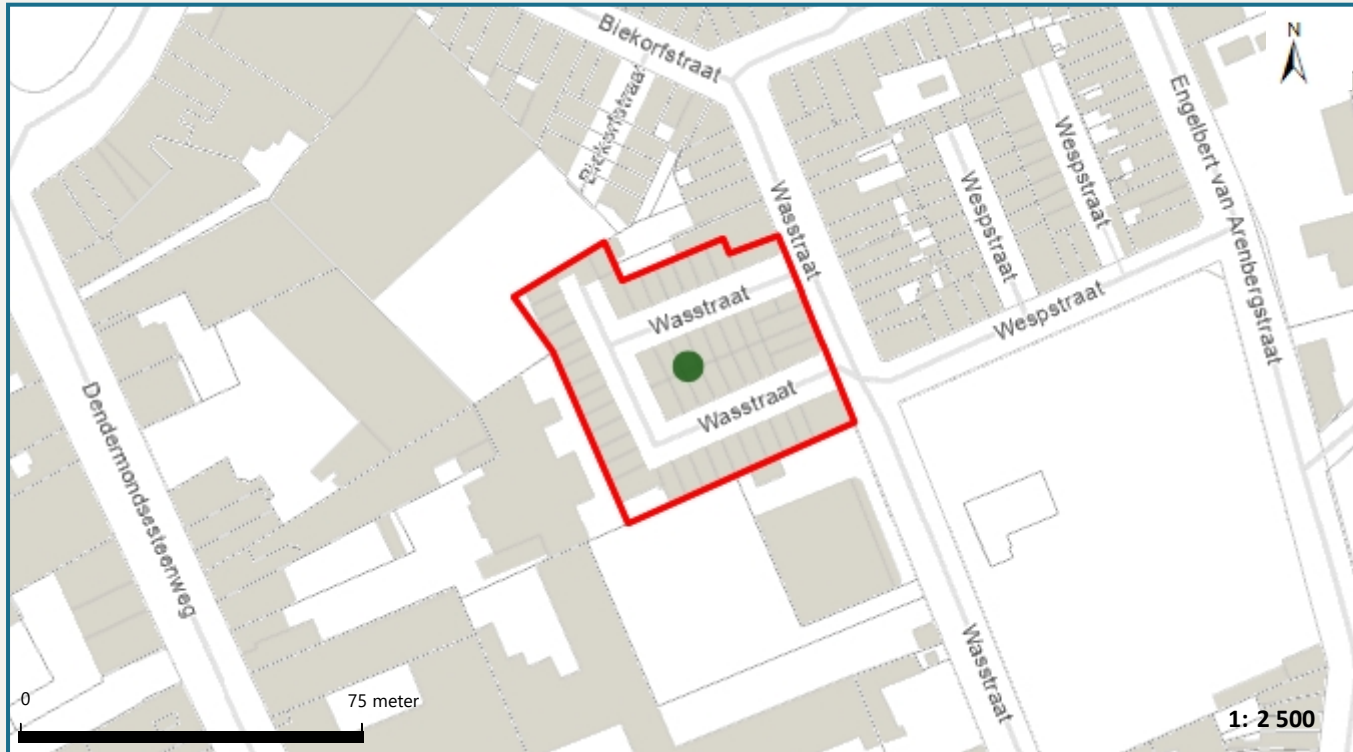 Biekorfstraat
N
Biekorfstraat
Wasstraat
Wespstraat
Wespstraat
Engelbert van Arenbergstraat
Wasstraat
Wespstraat
Wasstraat
Dendermondsesteenweg
Wasstraat
0
75 meter
1: 2 500